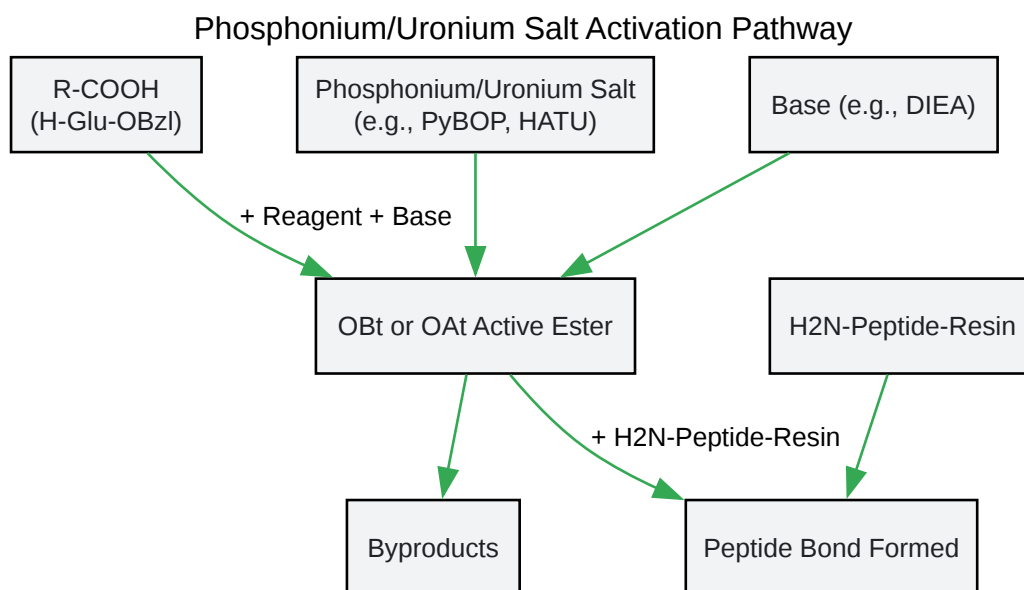 Phosphonium/Uronium Salt Activation Pathway
R-COOH
(H-Glu-OBzl)
Phosphonium/Uronium Salt
(e.g., PyBOP, HATU)
Base (e.g., DIEA)
+ Reagent + Base
OBt or OAt Active Ester
H2N-Peptide-Resin
+ H2N-Peptide-Resin
Byproducts
Peptide Bond Formed